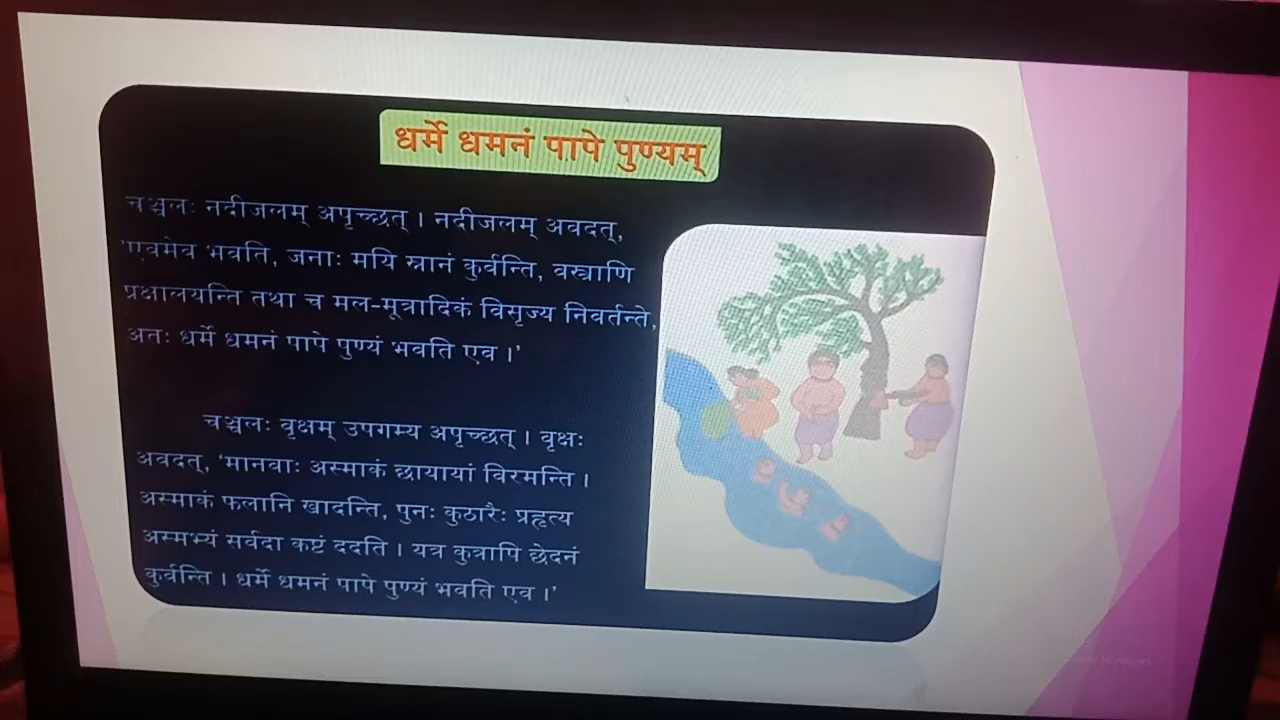 धर्मे धमनं पापे पुण्यम्
चञ्चलः नदीजलम् अपृच्छत् । नदीजलम् अवदत्,
'एवमेव भवति, जनाः मयि स्नानं कुर्वन्ति, वस्त्राणि
प्रक्षालयन्ति तथा च मल-मूत्रादिकं विसृज्य निवर्तन्ते,
अतः धर्मे धमनं पापे पुण्यं भवति एव ।'
चञ्चलः वृक्षम् उपगम्य अपृच्छत् । वृक्षः
अवदत्, 'मानवाः अस्माकं छायायां विरमन्ति ।
अस्माकं फलानि खादन्ति, पुनः कुठारैः प्रहृत्य
अस्मभ्यं सर्वदा कष्टं ददति । यत्र कुत्रापि छेदनं
कुर्वन्ति । धर्मे धमनं पापे पुण्यं भवति एव ।'